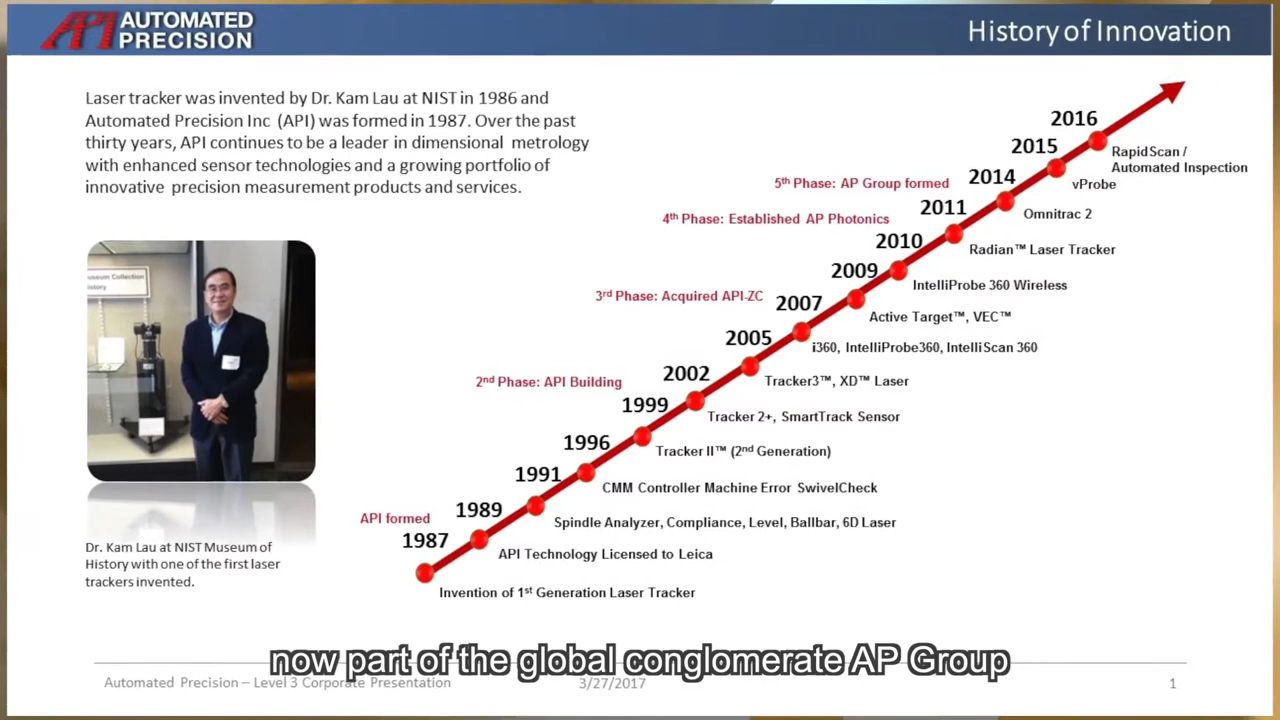 API AUTOMATED
PRECISION
History of Innovation
Laser tracker was invented by Dr. Kam Lau at NIST in 1986 and
Automated Precision Inc (API) was formed in 1987. Over the past
thirty years, API continues to be a leader in dimensional metrology
with enhanced sensor technologies and a growing portfolio of
innovative precision measurement products and services.
useum Collection
istory
Dr. Kam Lau at NIST Museum of
History with one of the first laser
trackers invented.
API formed
2nd Phase: API Building
3rd Phase: Acquired API-ZC
4th Phase: Established AP Photonics
5th Phase: AP Group formed
1987
Invention of 1st Generation Laser Tracker
1989
API Technology Licensed to Leica
1991
Spindle Analyzer, Compliance, Level, Ballbar, 6D Laser
1996
CMM Controller Machine Error SwivelCheck
1999
Tracker II™ (2nd Generation)
2002
Tracker 2+, SmartTrack Sensor
2005
Tracker3™, XD™ Laser
2007
i360, IntelliProbe360, IntelliScan 360
2009
Active Target™, VEC™
2010
IntelliProbe 360 Wireless
2011
Radian™ Laser Tracker
2014
Omnitrac 2
2015
vProbe
2016
RapidScan /
Automated Inspection
now part of the global conglomerate AP Group
Automated Precision – Level 3 Corporate Presentation
3/27/2017
1